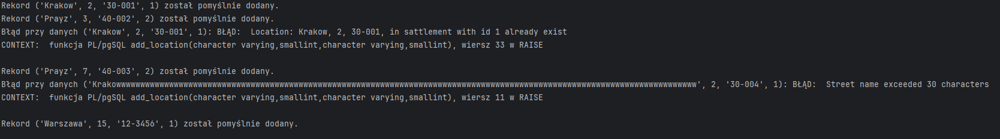 Rekord ('Krakow', 2, '30-001', 1) został pomyślnie dodany.
Rekord ('Prayz', 3, '40-002', 2) został pomyślnie dodany.
Błąd przy danych ('Krakow', 2, '30-001', 1): BŁĄD:  Location: Krakow, 2, 30-001, in sattlement with id 1 already exist
CONTEXT:  funkcja PL/pgSQL add_location(character varying,smallint,character varying,smallint), wiersz 33 w RAISE
Rekord ('Prayz', 7, '40-003', 2) został pomyślnie dodany.
Błąd przy danych ('Krakowwwwwwwwwwwwwwwwwwwwwwwwwwwwwwwwwwwwwwwwwwwwwwwwwwwwwwwwwwwwwwwwwwwwwwwwwwwwwwwwwwwwwwwwwwwwwwwwwwwwwwwwwwwwwwwwwwwwwwwwwww', 2, '30-004', 1): BŁĄD:  Street name exceeded 30 characters
CONTEXT:  funkcja PL/pgSQL add_location(character varying,smallint,character varying,smallint), wiersz 11 w RAISE
Rekord ('Warszawa', 15, '12-3456', 1) został pomyślnie dodany.